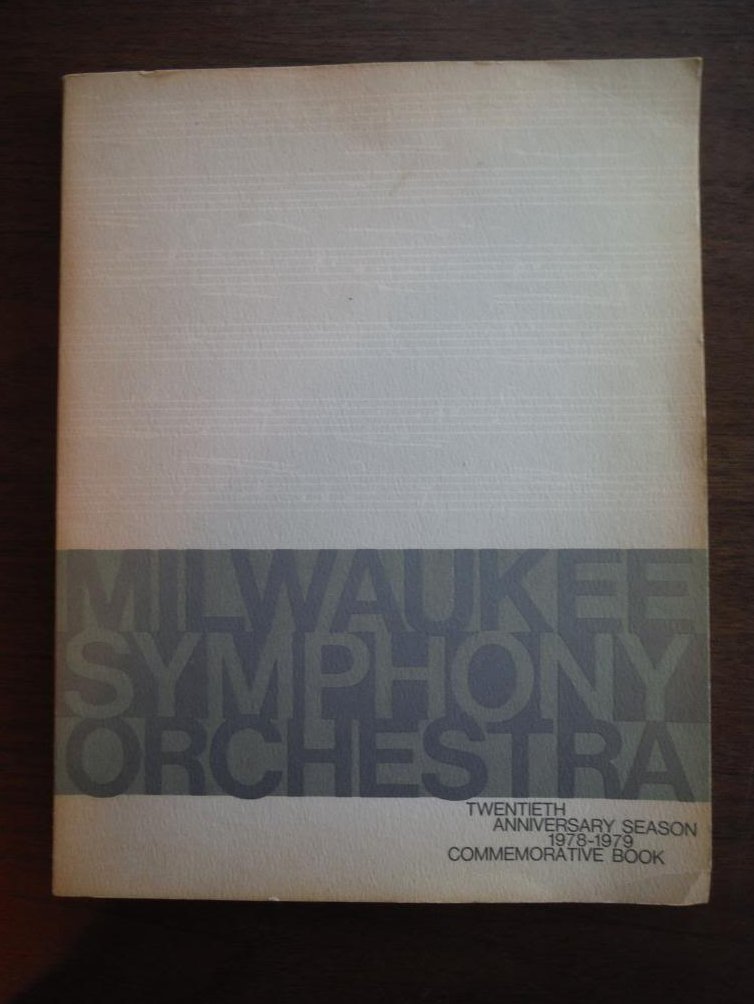 MILWAUKEE
SYMPHONY
ORCHESTRA
TWENTIETH
ANNIVERSARY SEASON
1978-1979
COMMEMORATIVE BOOK